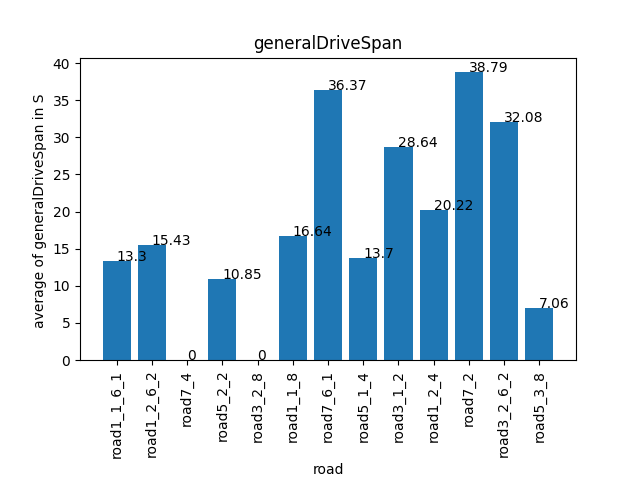 generalDriveSpan
average of generalDriveSpan in S
40
35
30
25
20
15
10
5
0
13.3
15.43
0
10.85
0
16.64
36.37
13.7
28.64
20.22
38.79
32.08
7.06
road1_1_6_1
road1_2_6_2
road7_4
road5_2_2
road3_2_8
road1_1_8
road7_6_1
road5_1_4
road3_1_2
road1_2_4
road7_2
road3_2_6_2
road5_3_8
road